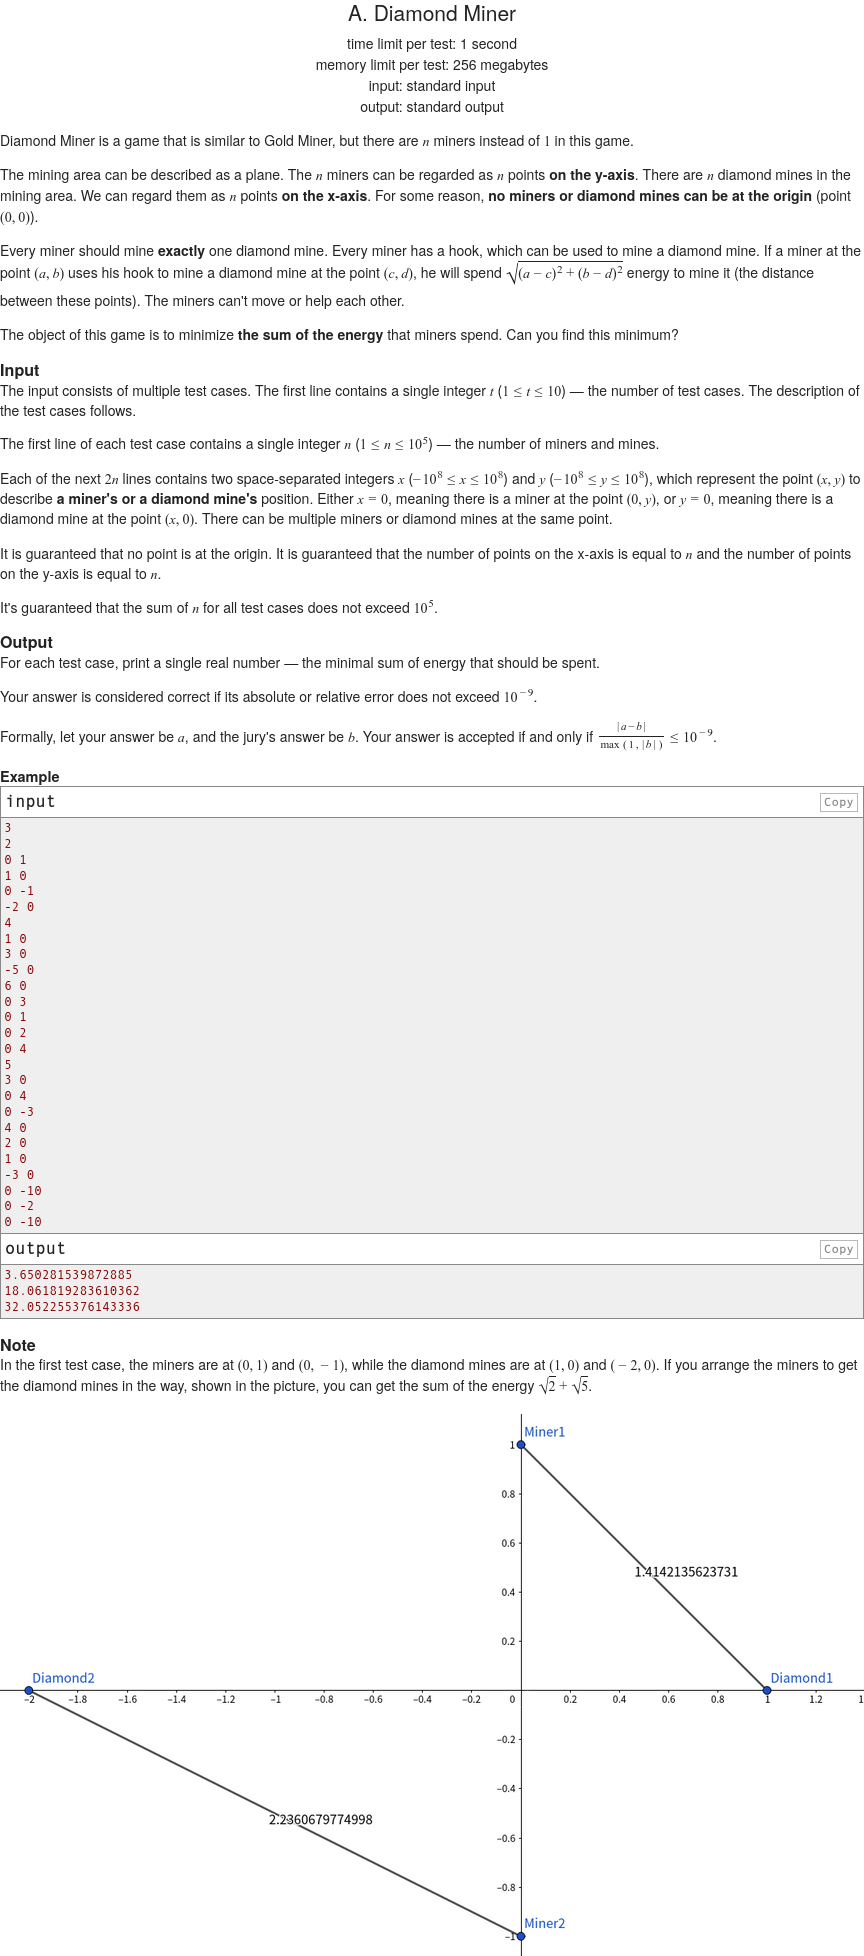 A. Diamond Miner
time limit per test: 1 second
memory limit per test: 256 megabytes
input: standard input
output: standard output
Diamond Miner is a game that is similar to Gold Miner, but there are n miners instead of 1 in this game.
The mining area can be described as a plane. The n miners can be regarded as n points on the y-axis. There are n diamond mines in the
mining area. We can regard them as n points on the x-axis. For some reason, no miners or diamond mines can be at the origin (point
(0, 0)).
Every miner should mine exactly one diamond mine. Every miner has a hook, which can be used to mine a diamond mine. If a miner at the
point (a, b) uses his hook to mine a diamond mine at the point (c, d), he will spend √(a − c)² + (b − d)² energy to mine it (the distance
between these points). The miners can't move or help each other.
The object of this game is to minimize the sum of the energy that miners spend. Can you find this minimum?
Input
The input consists of multiple test cases. The first line contains a single integer t (1 ≤ t ≤ 10) — the number of test cases. The description of
the test cases follows.
The first line of each test case contains a single integer n (1 ≤ n ≤ 10⁵) — the number of miners and mines.
Each of the next 2n lines contains two space-separated integers x (−10⁸ ≤ x ≤ 10⁸) and y (−10⁸ ≤ y ≤ 10⁸), which represent the point (x, y) to
describe a miner's or a diamond mine's position. Either x = 0, meaning there is a miner at the point (0, y), or y = 0, meaning there is a
diamond mine at the point (x, 0). There can be multiple miners or diamond mines at the same point.
It is guaranteed that no point is at the origin. It is guaranteed that the number of points on the x-axis is equal to n and the number of points
on the y-axis is equal to n.
It's guaranteed that the sum of n for all test cases does not exceed 10⁵.
Output
For each test case, print a single real number — the minimal sum of energy that should be spent.
Your answer is considered correct if its absolute or relative error does not exceed 10⁻⁹.
Formally, let your answer be a, and the jury's answer be b. Your answer is accepted if and only if |a−b| / max (1, |b|) ≤ 10⁻⁹.
Example
input Copy
3
2
0 1
1 0
0 -1
-2 0
4
1 0
3 0
-5 0
6 0
0 3
0 1
0 2
0 4
5
3 0
0 4
0 -3
4 0
2 0
1 0
-3 0
0 -10
0 -2
0 -10
output Copy
3.650281539872885
18.061819283610362
32.052255376143336
Note
In the first test case, the miners are at (0, 1) and (0, − 1), while the diamond mines are at (1, 0) and ( − 2, 0). If you arrange the miners to get
the diamond mines in the way, shown in the picture, you can get the sum of the energy √2 + √5.
Miner1
1
0.8
0.6
1.4142135623731
0.4
0.2
Diamond2
Diamond1
−2 −1.8 −1.6 −1.4 −1.2 −1 −0.8 −0.6 −0.4 −0.2 0 0.2 0.4 0.6 0.8 1 1.2 1
−0.2
−0.4
2.2360679774998
−0.6
−0.8
Miner2
−1